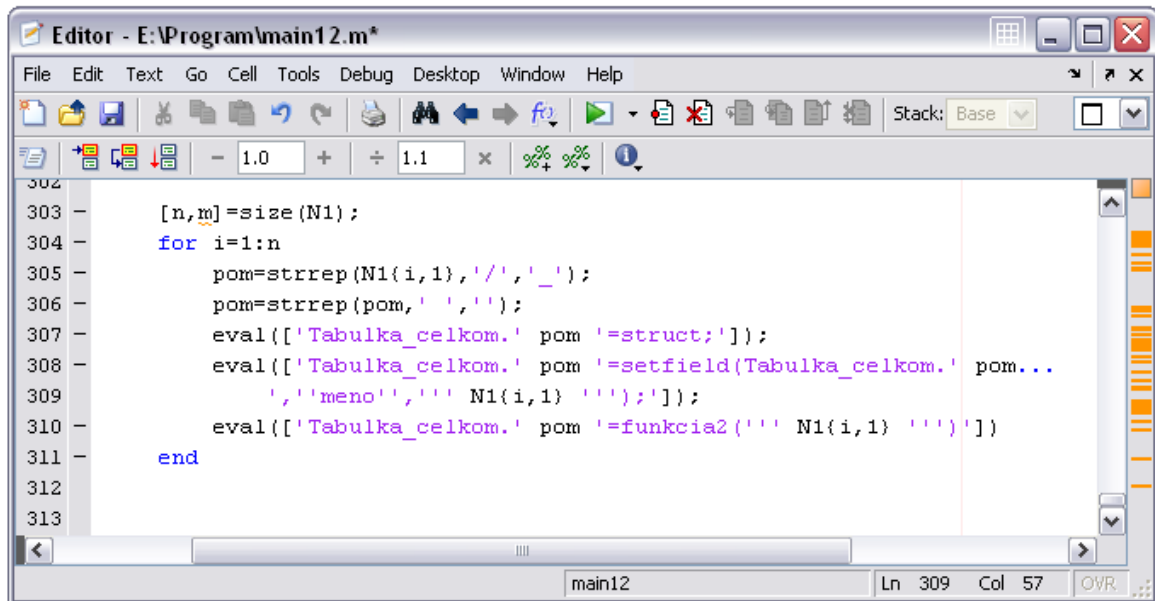 Editor - E:\Program\main12.m*
File Edit Text Go Cell Tools Debug Desktop Window Help
Stack: Base
- 1.0 + ÷ 1.1 ×
302
303 - [n,m]=size(N1);
304 - for i=1:n
305 - pom=strrep(N1{i,1},'/','_');
306 - pom=strrep(pom,' ','');
307 - eval(['Tabulka_celkom.' pom '=struct;']);
308 - eval(['Tabulka_celkom.' pom '=setfield(Tabulka_celkom.' pom...
309 ',''meno'',''' N1{i,1} ''');']);
310 - eval(['Tabulka_celkom.' pom '=funkcia2(''' N1{i,1} ''')'])
311 - end
312
313
main12 Ln 309 Col 57 OVR